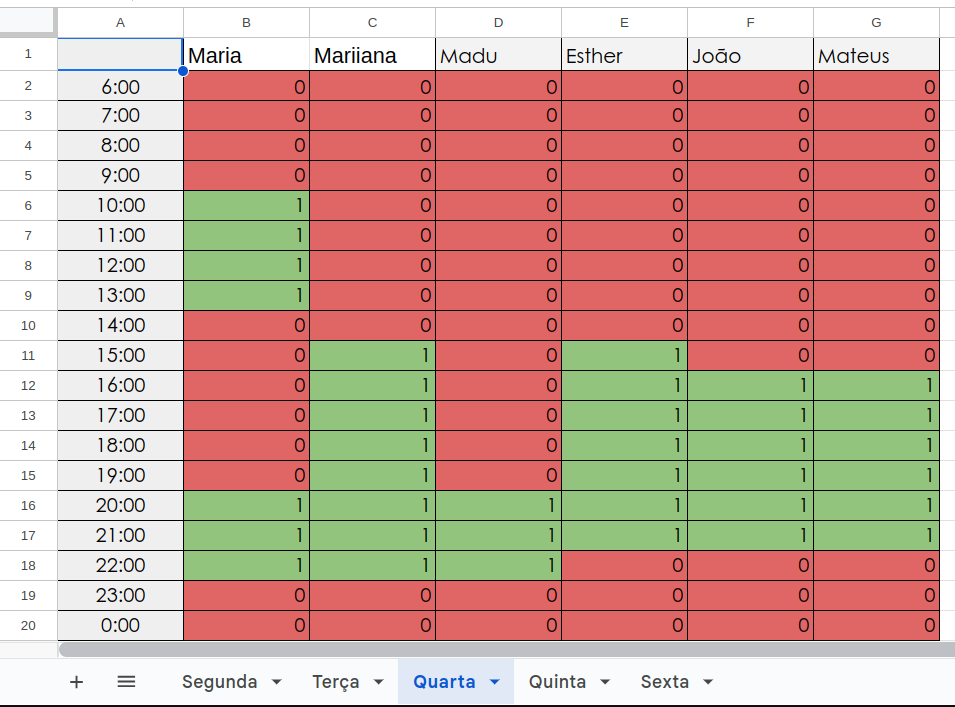 A B C D E F G
1 Maria Mariiana Madu Esther João Mateus
2 6:00 0 0 0 0 0 0
3 7:00 0 0 0 0 0 0
4 8:00 0 0 0 0 0 0
5 9:00 0 0 0 0 0 0
6 10:00 1 0 0 0 0 0
7 11:00 1 0 0 0 0 0
8 12:00 1 0 0 0 0 0
9 13:00 1 0 0 0 0 0
10 14:00 0 0 0 0 0 0
11 15:00 0 1 0 1 0 0
12 16:00 0 1 0 1 1 1
13 17:00 0 1 0 1 1 1
14 18:00 0 1 0 1 1 1
15 19:00 0 1 0 1 1 1
16 20:00 1 1 1 1 1 1
17 21:00 1 1 1 1 1 1
18 22:00 1 1 1 0 0 0
19 23:00 0 0 0 0 0 0
20 0:00 0 0 0 0 0 0
Segunda Terça Quarta Quinta Sexta